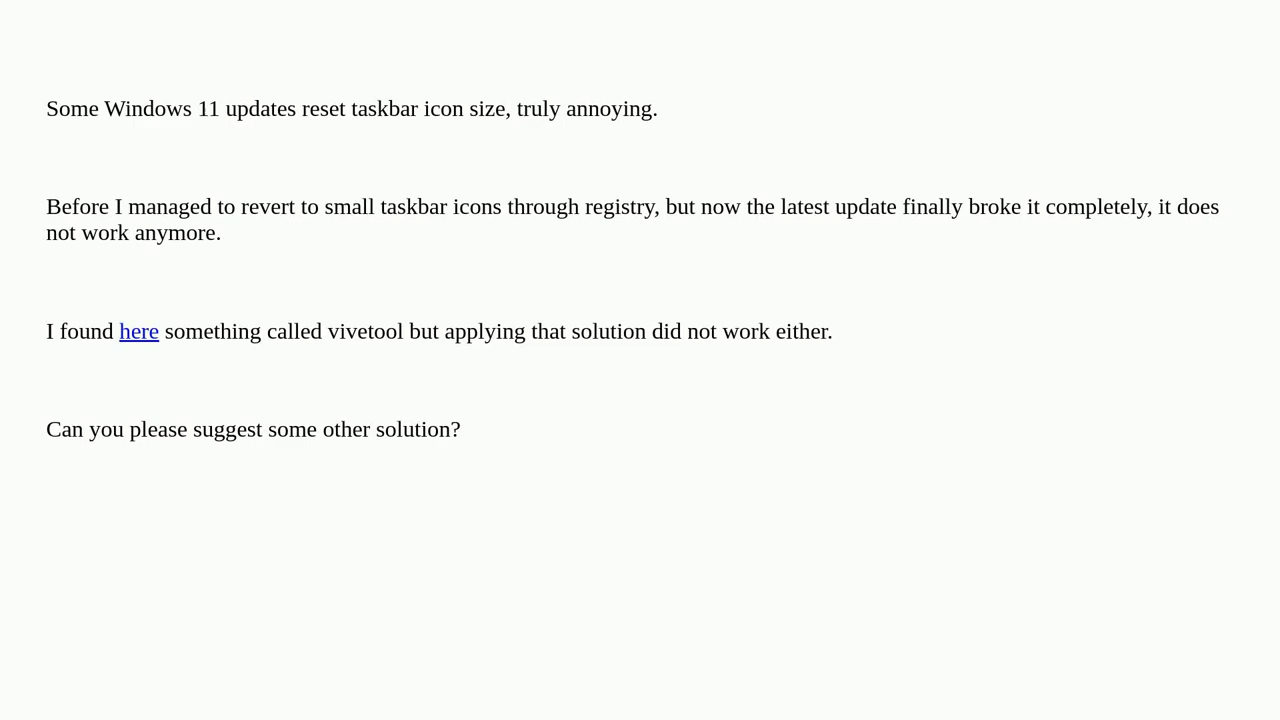 Some Windows 11 updates reset taskbar icon size, truly annoying.
Before I managed to revert to small taskbar icons through registry, but now the latest update finally broke it completely, it does
not work anymore.
I found here something called vivetool but applying that solution did not work either.
Can you please suggest some other solution?